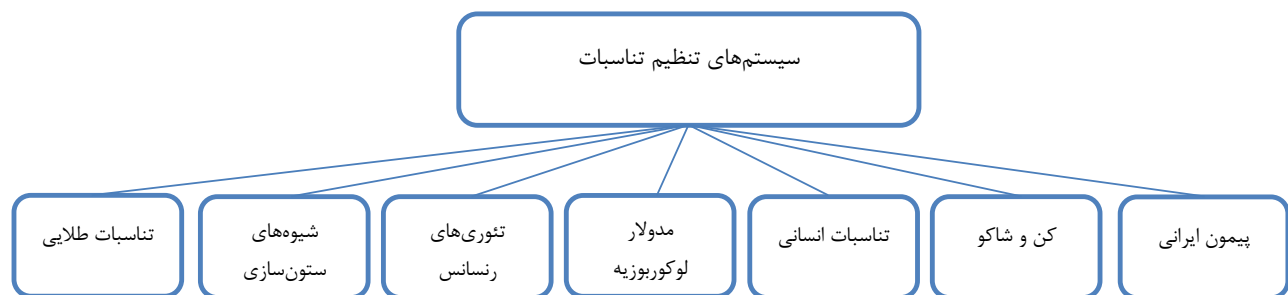 سیستم‌های تنظیم تناسبات
پیمون ایرانی
کن و شاکو
تناسبات انسانی
مدولار
لوکوربوزیه
تئوری‌های
رنسانس
شیوه‌های
ستون‌سازی
تناسبات طلایی